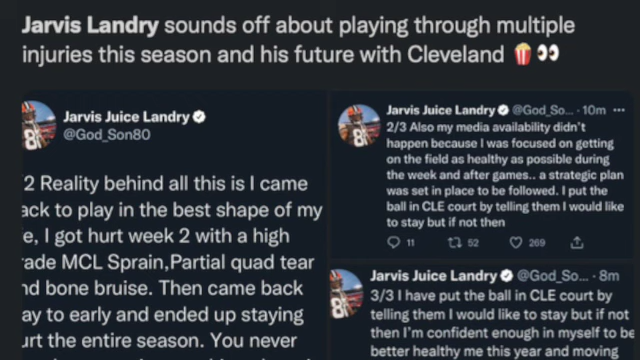 Jarvis Landry sounds off about playing through multiple
injuries this season and his future with Cleveland 🍿👀
Jarvis Juice Landry
@God_Son80
2 Reality behind all this is I came
ack to play in the best shape of my
e, I got hurt week 2 with a high
rade MCL Sprain,Partial quad tear
nd bone bruise. Then came back
ay to early and ended up staying
urt the entire season. You never
Jarvis Juice Landry @God_So... · 10m ...
2/3 Also my media availability didn't
happen because I was focused on getting
on the field as healthy as possible during
the week and after games.. a strategic plan
was set in place to be followed. I put the
ball in CLE court by telling them I would like
to stay but if not then
11 52 269
Jarvis Juice Landry @God_So... · 8m
3/3 I have put the ball in CLE court by
telling them I would like to stay but if not
then I'm confident enough in myself to be
better healthy me this year and moving